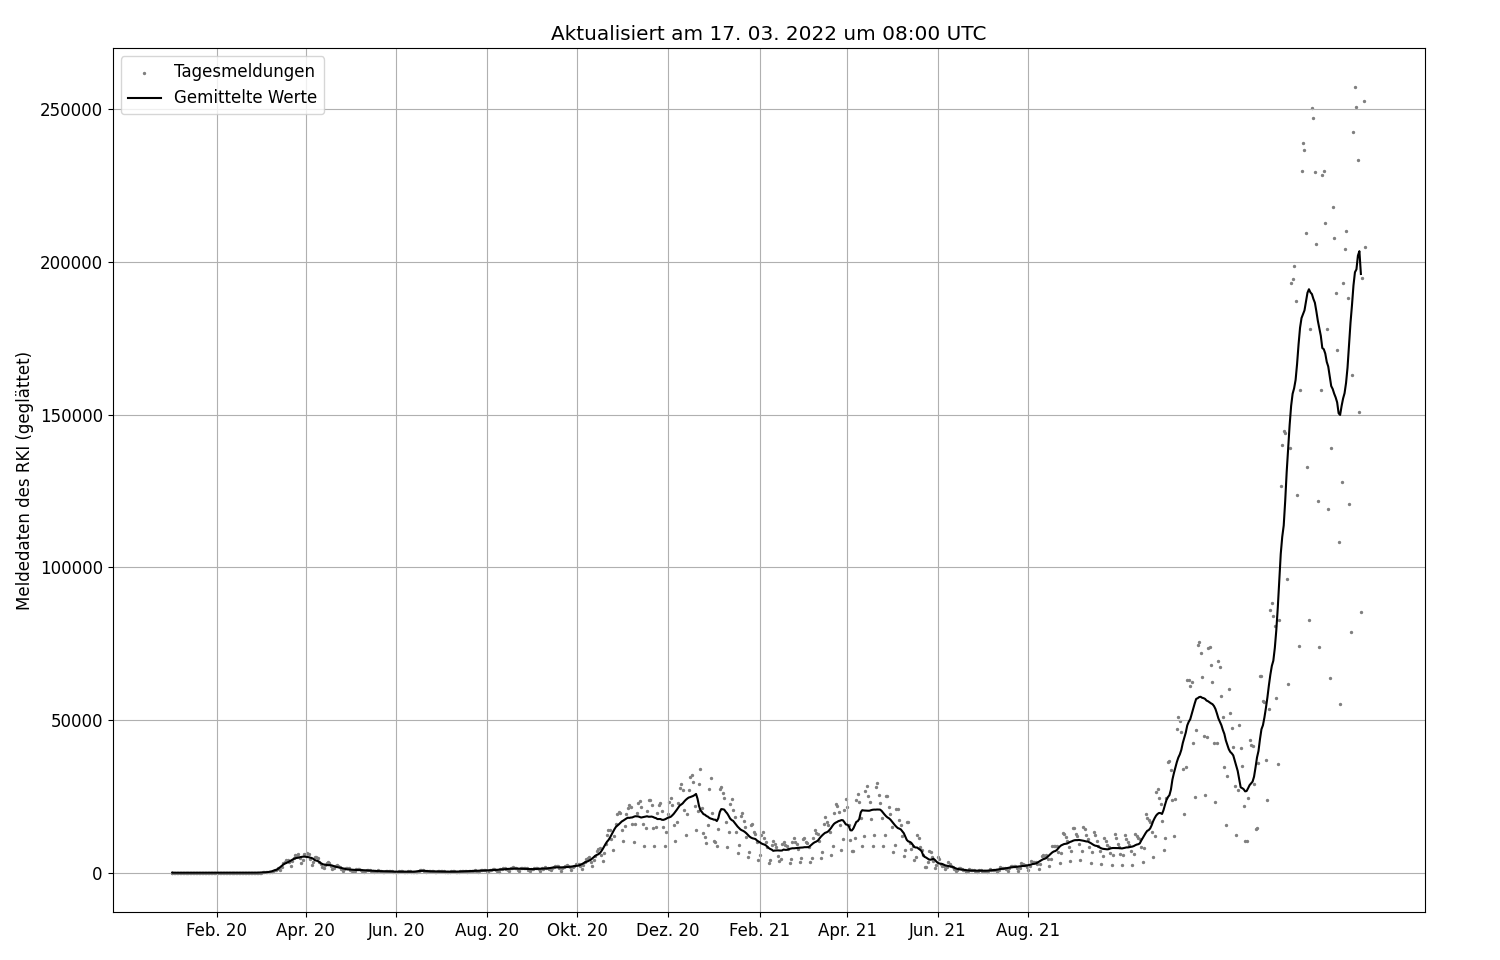 Aktualisiert am 17. 03. 2022 um 08:00 UTC
Tagesmeldungen
Gemittelte Werte
Meldedaten des RKI (geglättet)
250000
200000
150000
100000
50000
0
Feb. 20 Apr. 20 Jun. 20 Aug. 20 Okt. 20 Dez. 20 Feb. 21 Apr. 21 Jun. 21 Aug. 21